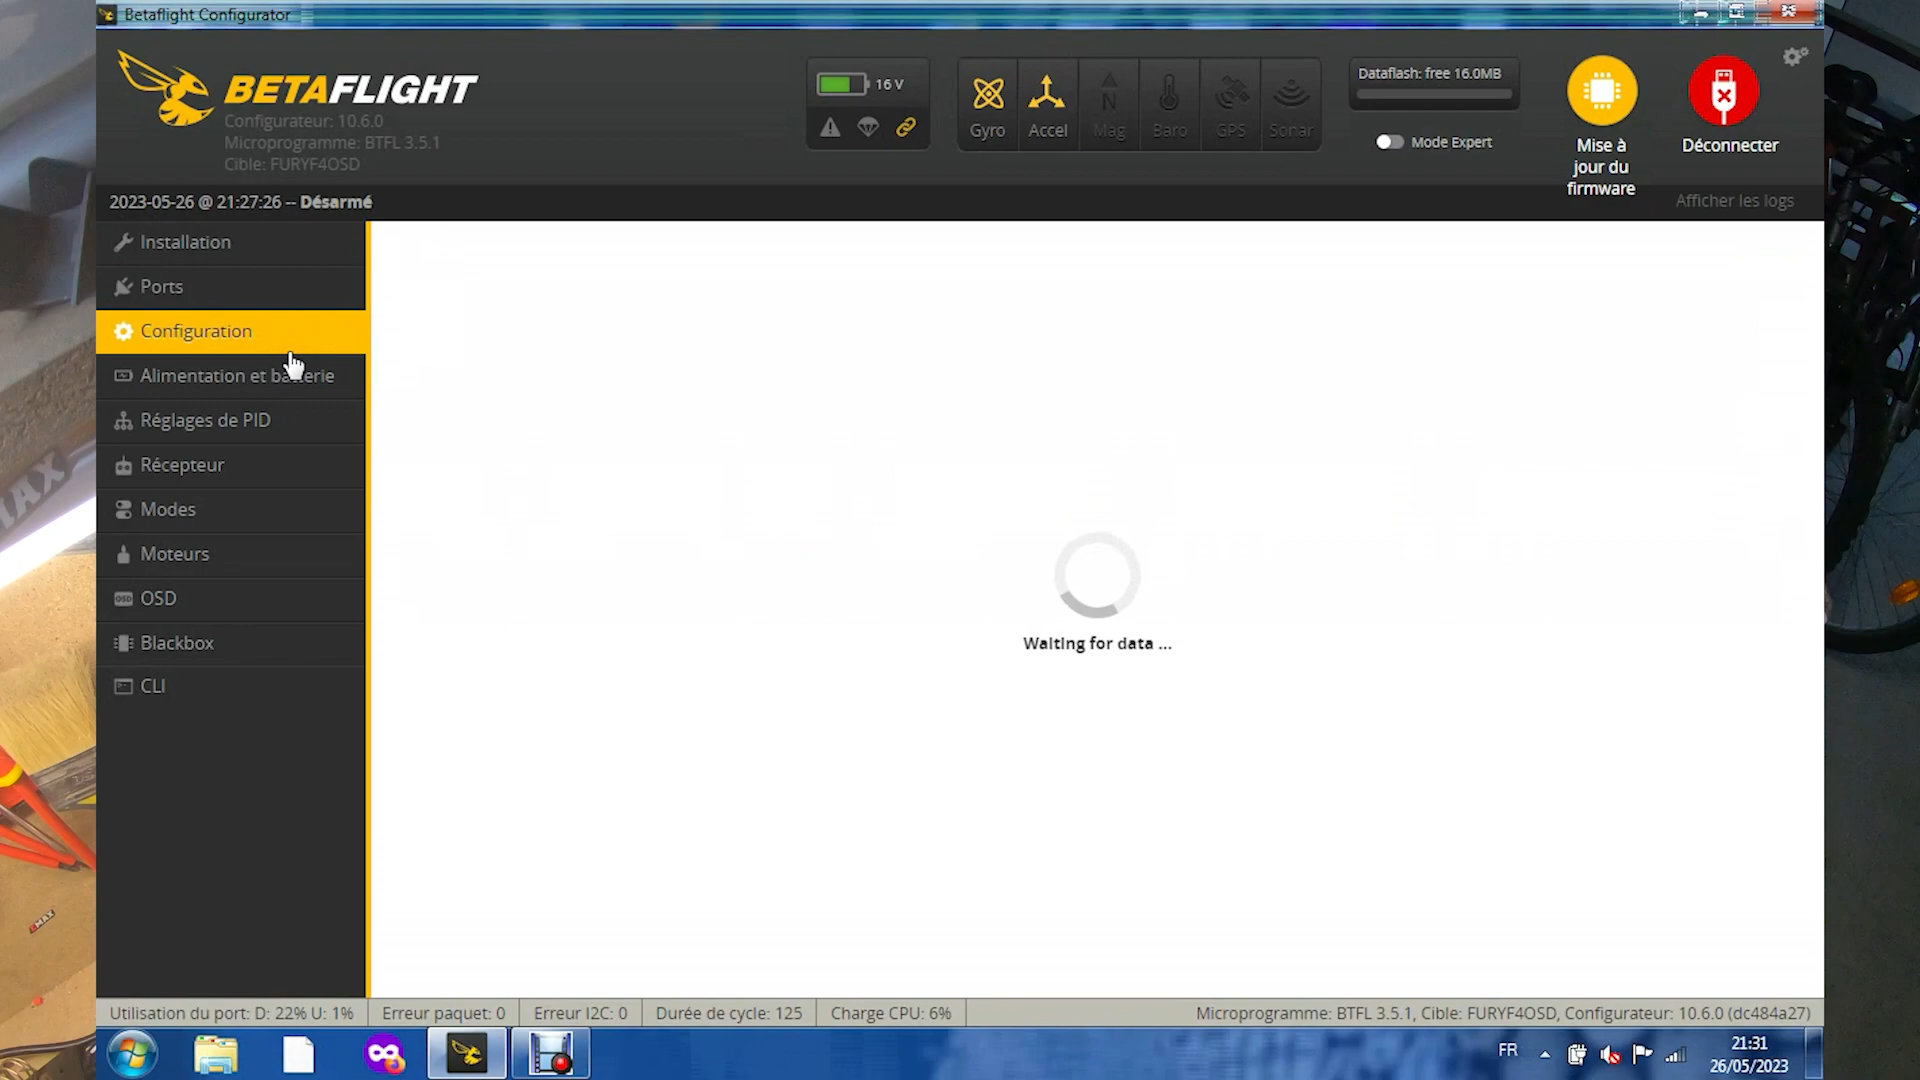 Betaflight Configurator
BETAFLIGHT
Configurateur: 10.6.0
Microprogramme: BTFL 3.5.1
Cible: FURYF4OSD
16 V
Gyro
Accel
Mag
Baro
GPS
Sonar
Dataflash: free 16.0MB
Mode Expert
Mise à
jour du
firmware
Déconnecter
2023-05-26 @ 21:27:26 -- Désarmé
Afficher les logs
Installation
Ports
Configuration
Alimentation et batterie
Réglages de PID
Récepteur
Modes
Moteurs
OSD
OSD
Blackbox
CLI
Waiting for data ...
Utilisation du port: D: 22% U: 1%
Erreur paquet: 0
Erreur I2C: 0
Durée de cycle: 125
Charge CPU: 6%
Microprogramme: BTFL 3.5.1, Cible: FURYF4OSD, Configurateur: 10.6.0 (dc484a27)
FR
21:31
26/05/2023